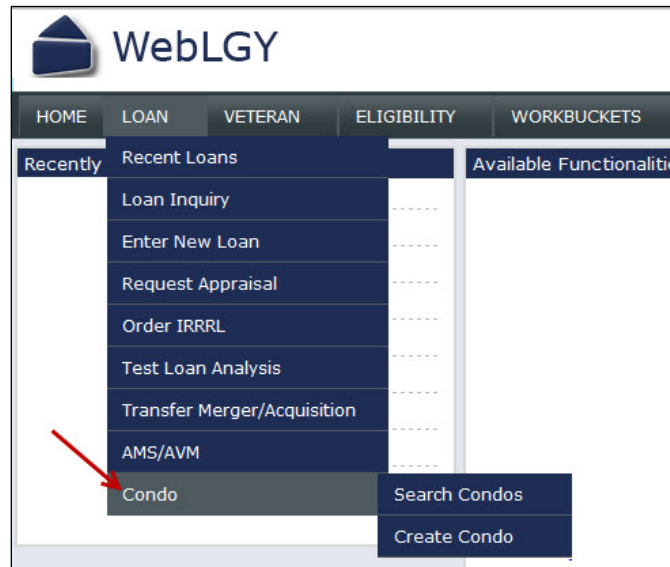 WebLGY
HOME LOAN VETERAN ELIGIBILITY WORKBUCKETS
Recently
Available
Recent Loans
Loan Inquiry
Enter New Loan
Request Appraisal
Order IRRRL
Test Loan Analysis
Transfer Merger/Acquisition
AMS/AVM
Condo
Search Condos
Create Condo